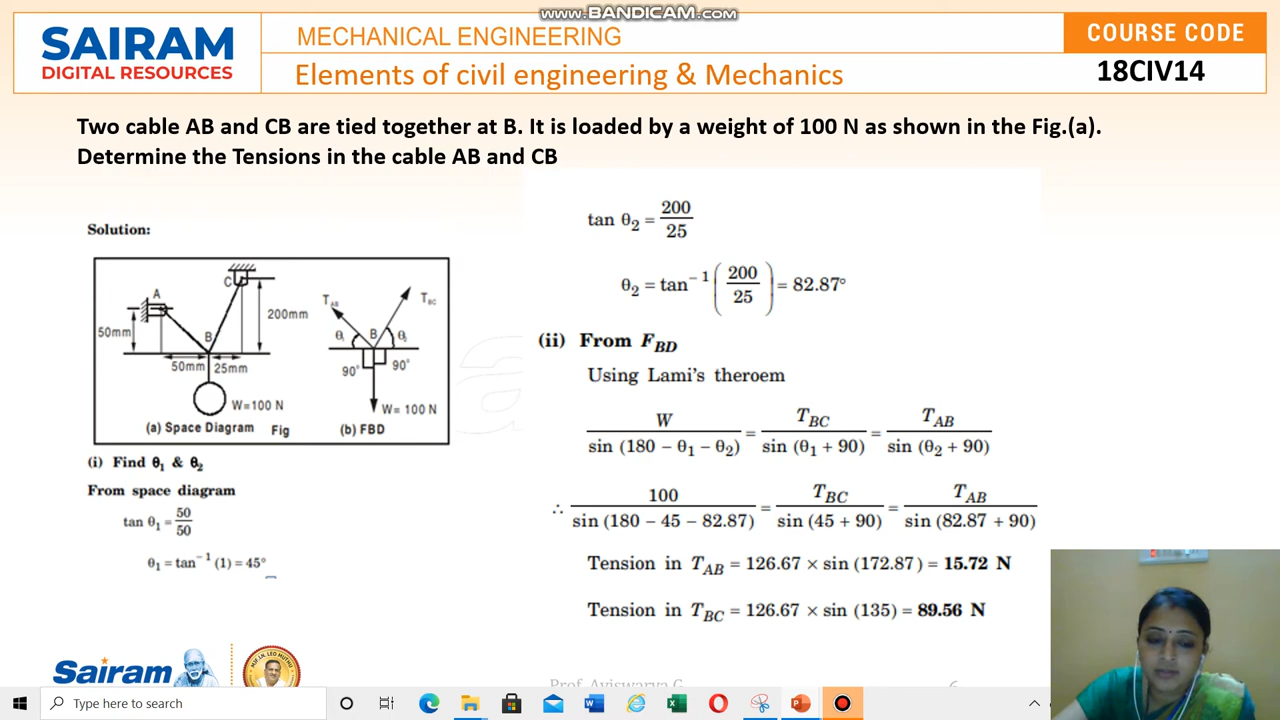 www.BANDICAM.com
SAIRAM
DIGITAL RESOURCES
MECHANICAL ENGINEERING
Elements of civil engineering & Mechanics
COURSE CODE
18CIV14
Two cable AB and CB are tied together at B. It is loaded by a weight of 100 N as shown in the Fig.(a).
Determine the Tensions in the cable AB and CB
Solution:
A
C
50mm
B
200mm
50mm 25mm
W=100 N
(a) Space Diagram Fig
T_AB
T_BC
θ₁ B θ₂
90° 90°
W= 100 N
(b) FBD
(i) Find θ₁ & θ₂
From space diagram
tan θ₁ = 50/50
θ₁ = tan⁻¹ (1) = 45°
tan θ₂ = 200/25
θ₂ = tan⁻¹ (200/25) = 82.87°
(ii) From F_BD
Using Lami's theroem
W / sin (180 − θ₁ − θ₂) = T_BC / sin (θ₁ + 90) = T_AB / sin (θ₂ + 90)
∴ 100 / sin (180 − 45 − 82.87) = T_BC / sin (45 + 90) = T_AB / sin (82.87 + 90)
Tension in T_AB = 126.67 × sin (172.87) = 15.72 N
Tension in T_BC = 126.67 × sin (135) = 89.56 N
Sairam
Prof. Aviswarya G
6
Type here to search